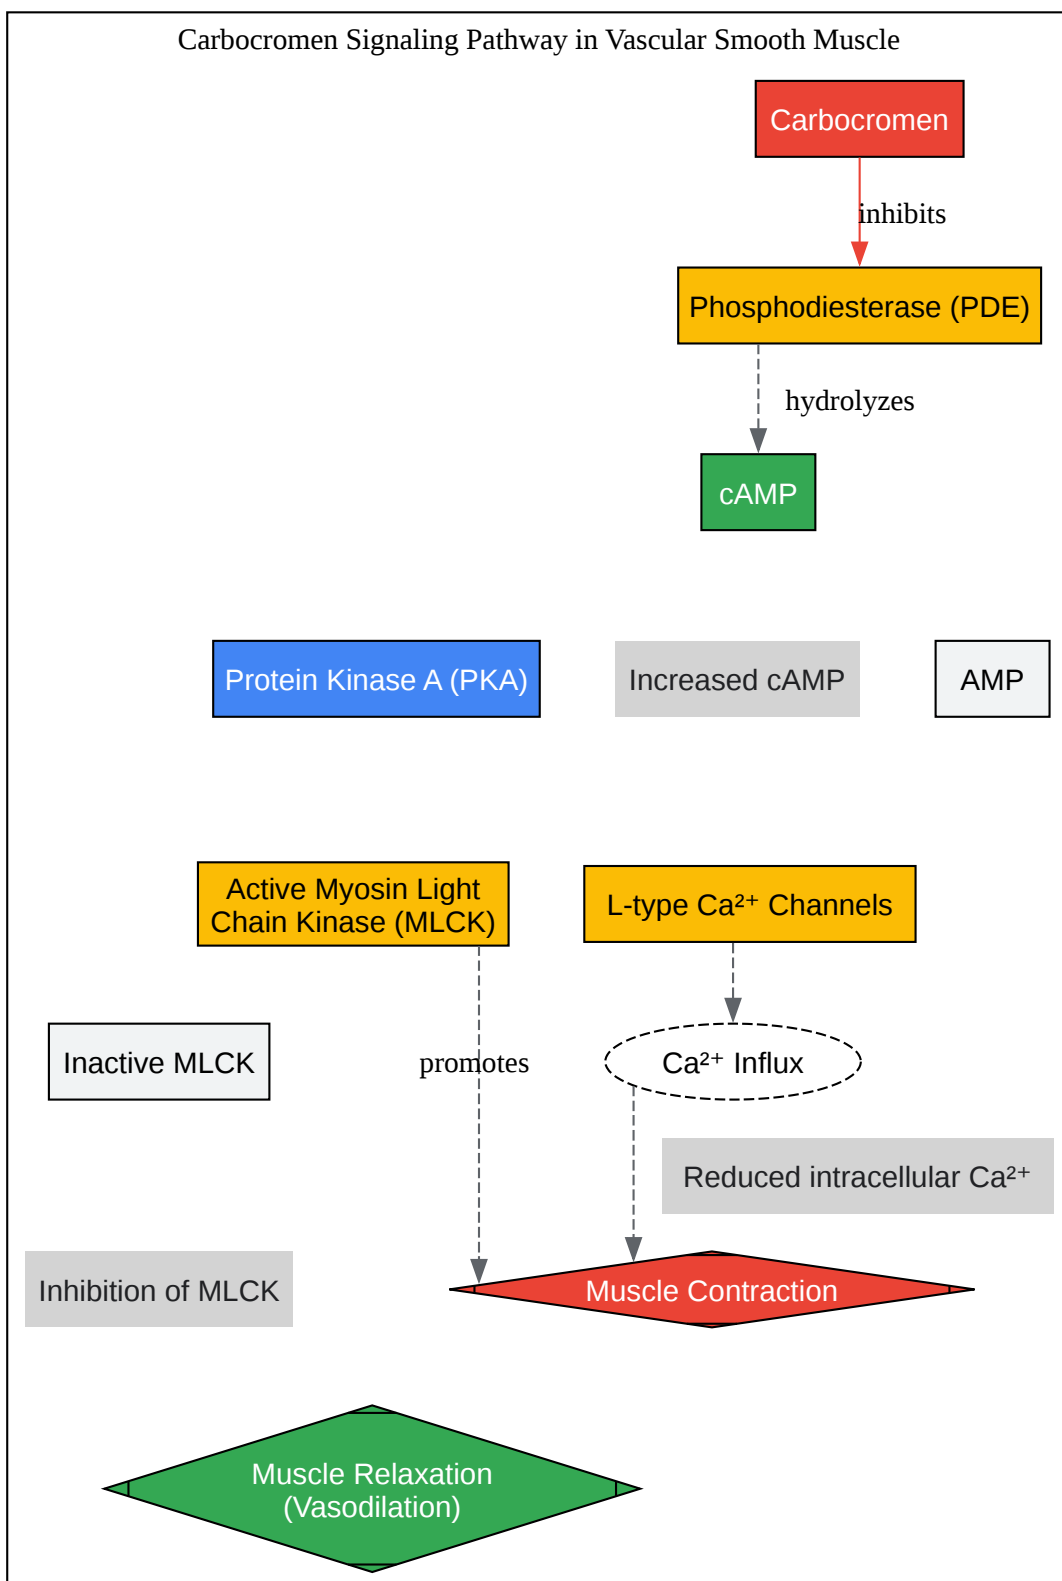 Carbocromen Signaling Pathway in Vascular Smooth Muscle
Carbocromen
inhibits
Phosphodiesterase (PDE)
hydrolyzes
cAMP
Protein Kinase A (PKA)
Increased cAMP
AMP
Active Myosin Light
Chain Kinase (MLCK)
L-type Ca²⁺ Channels
Inactive MLCK
promotes
Ca²⁺ Influx
Reduced intracellular Ca²⁺
Inhibition of MLCK
Muscle Contraction
Muscle Relaxation
(Vasodilation)